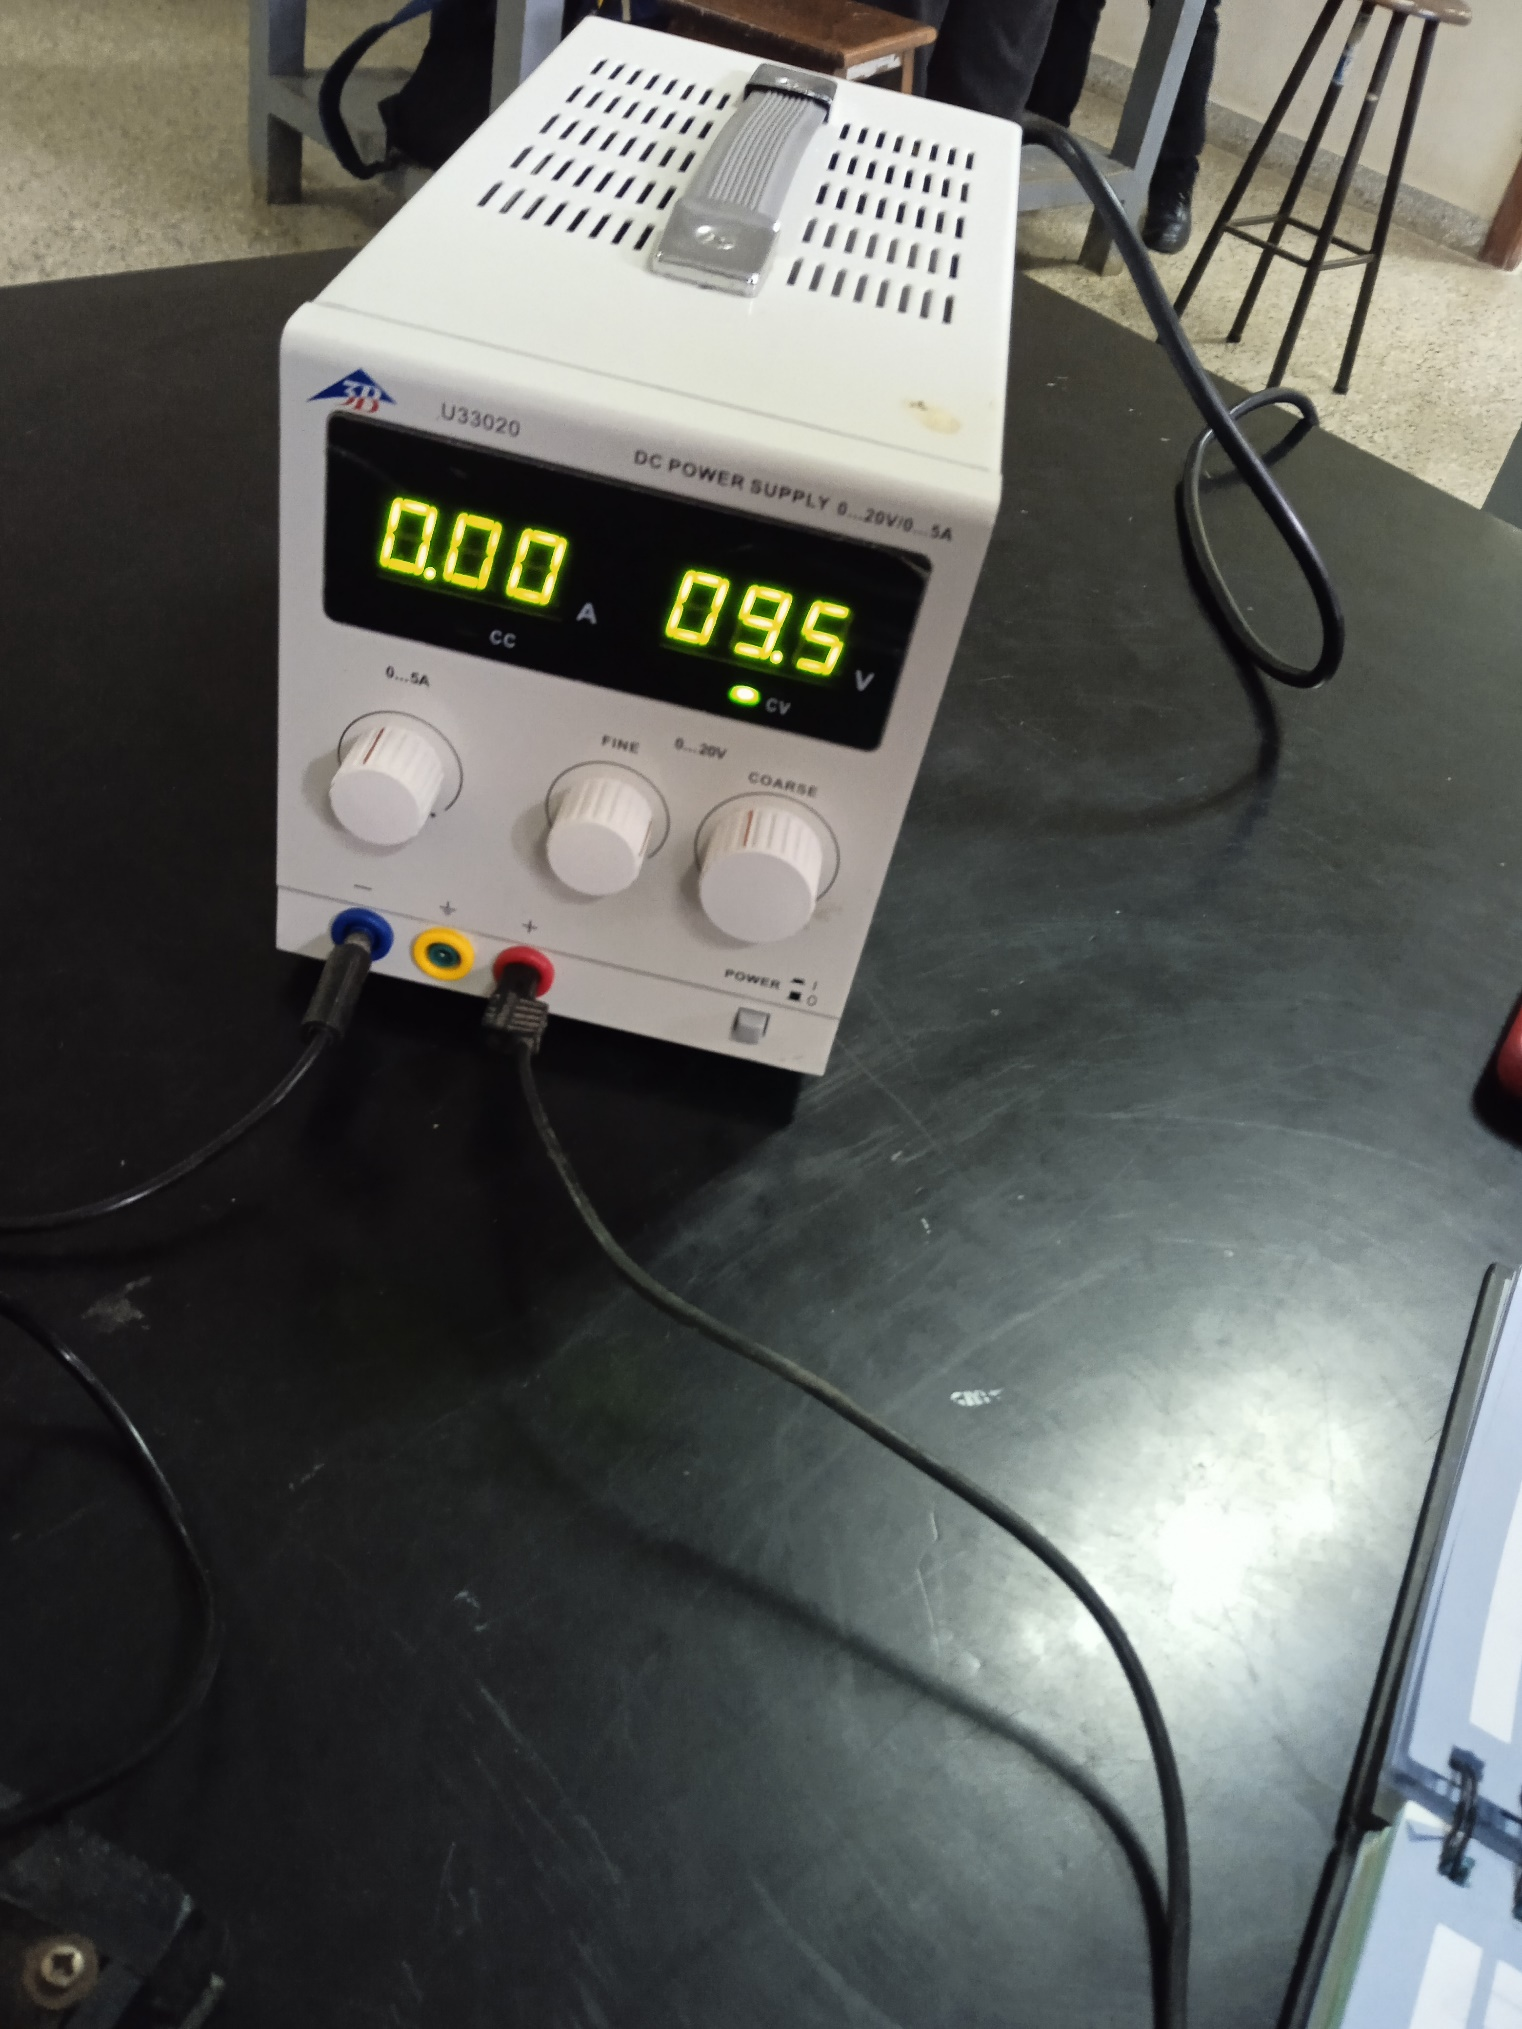 3B
U33020
DC POWER SUPPLY 0...20V/0...5A
0.00 A
09.5 V
CC
CV
0...5A
FINE
0...20V
COARSE
−
+
POWER
I
O